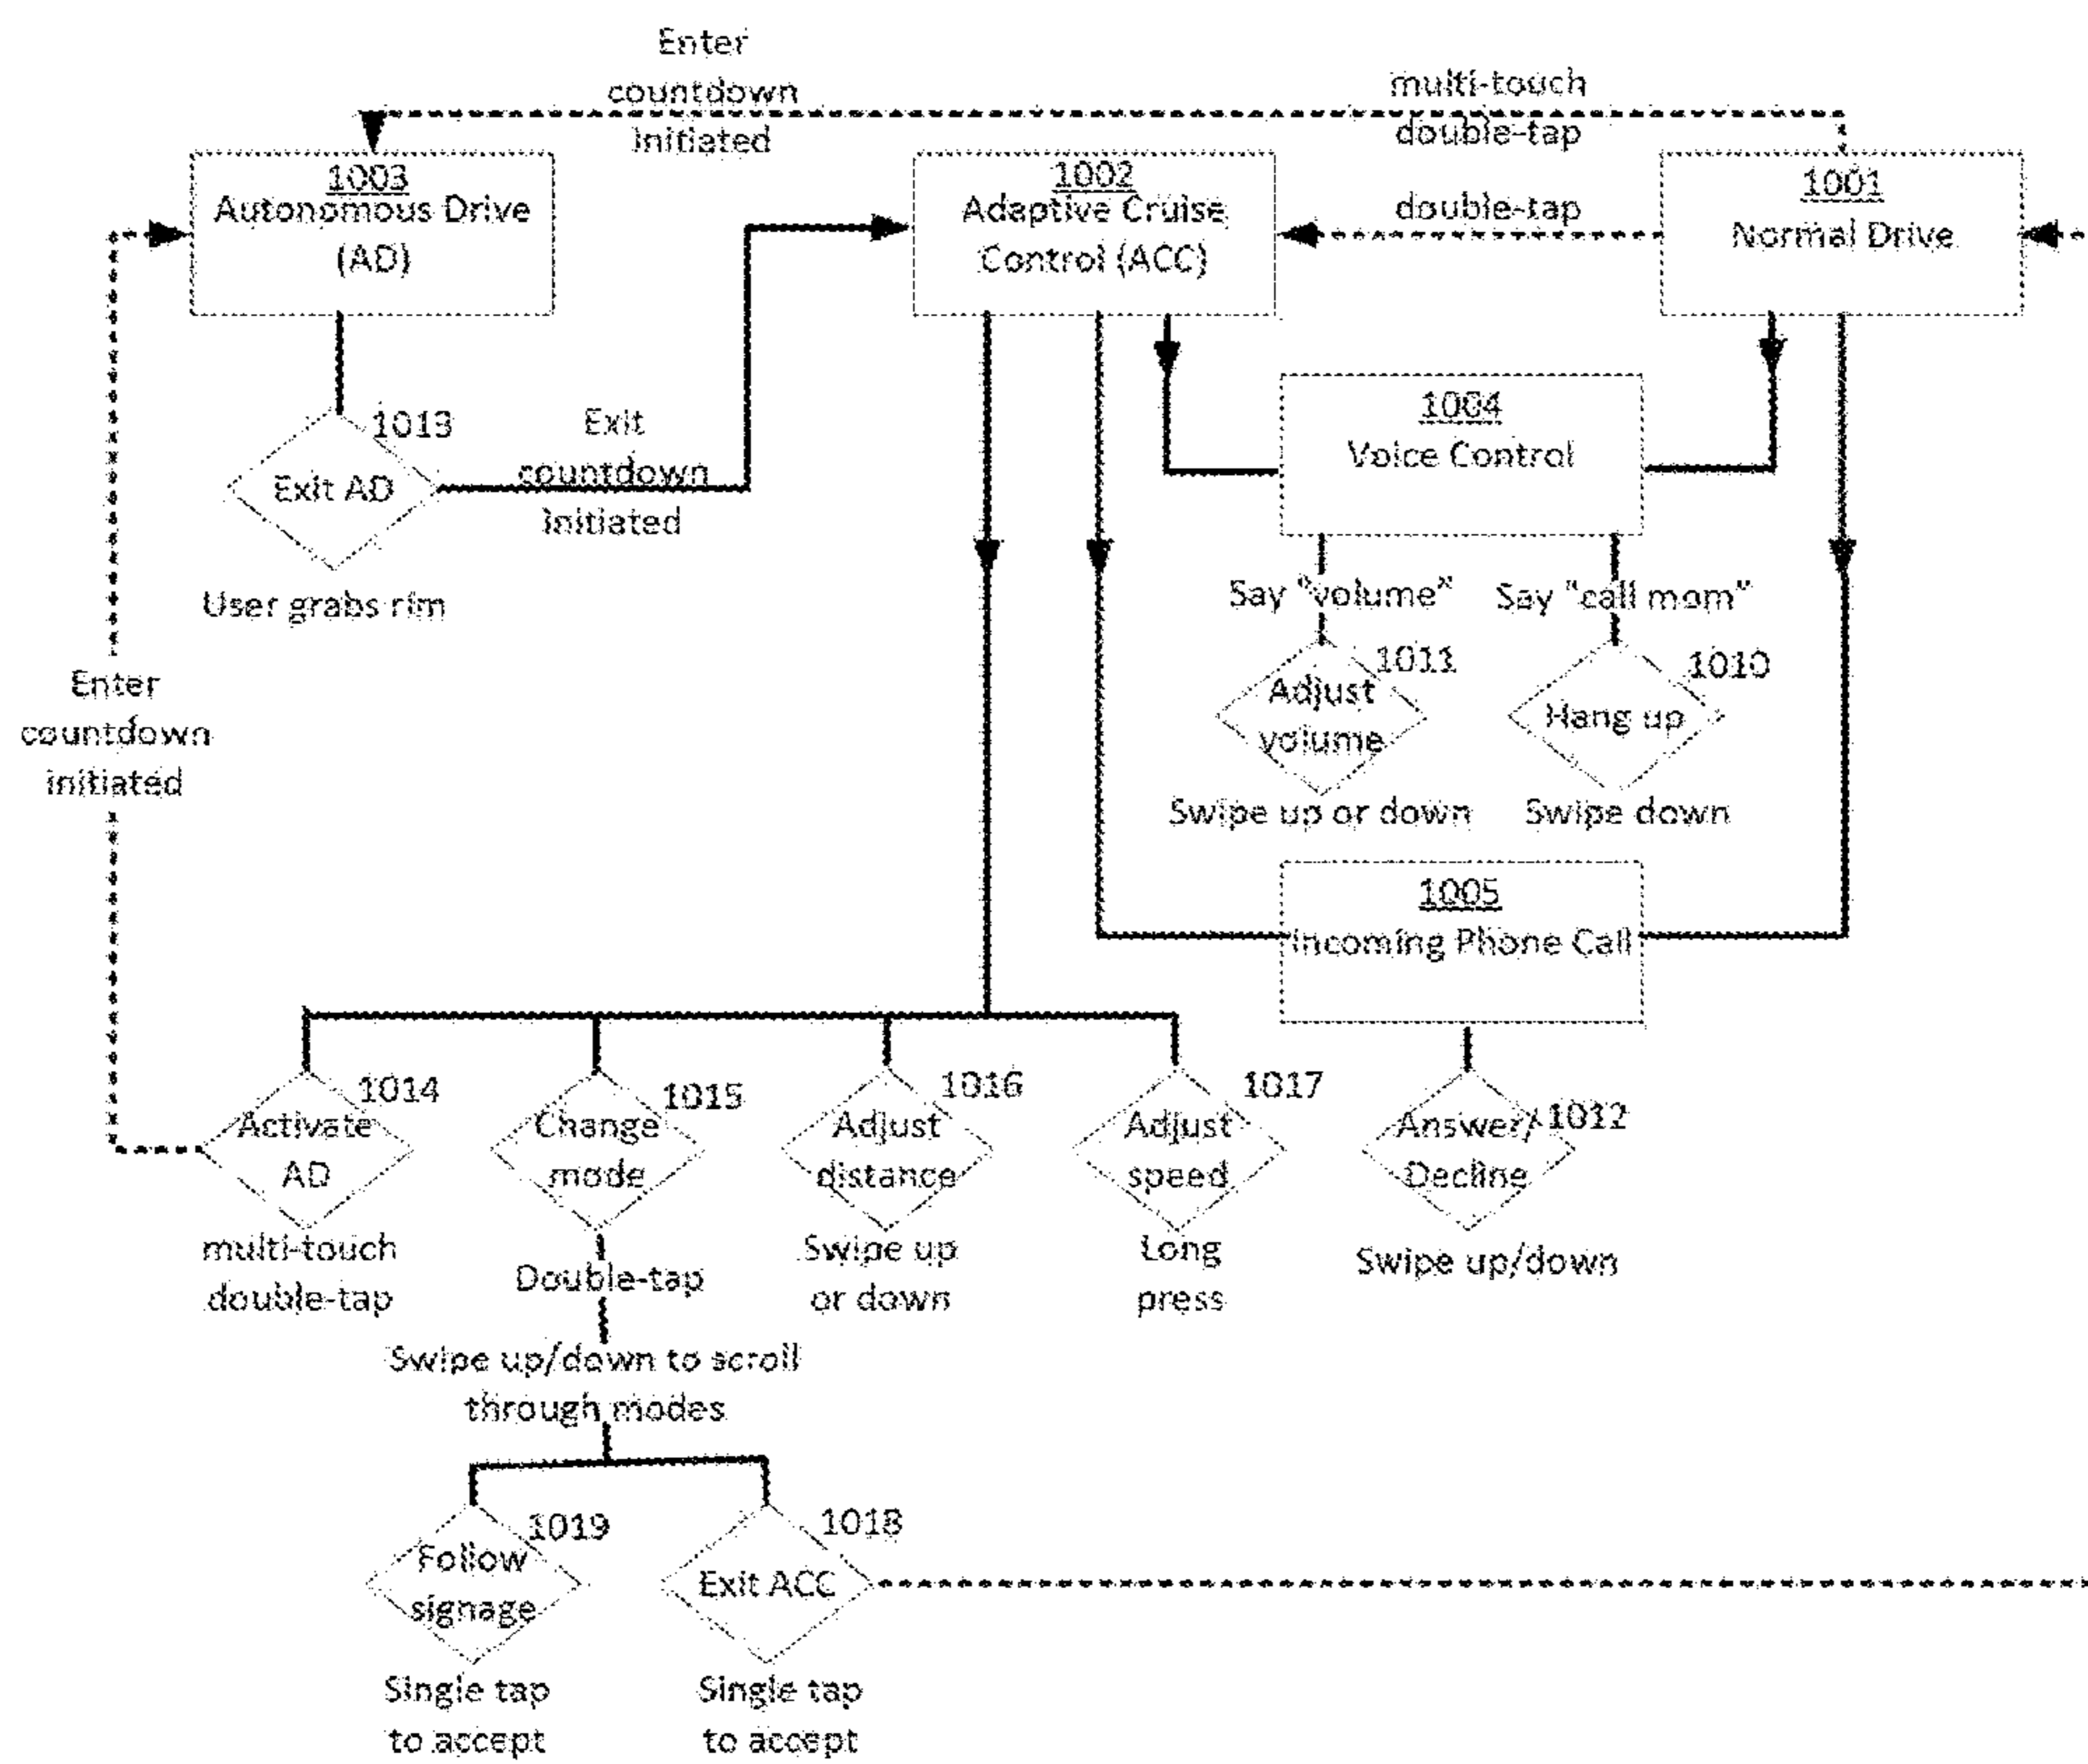 Enter
countdown
initiated
multi-touch
double-tap
1003
Autonomous Drive
(AD)
1002
Adaptive Cruise
Control (ACC)
double-tap
1001
Normal Drive
1013
Exit AD
User grabs rim
Exit
countdown
initiated
1004
Voice Control
Say "volume"
Say "call mom"
1011
Adjust
volume
Swipe up or down
1010
Hang up
Swipe down
Enter
countdown
initiated
1005
Incoming Phone Call
1014
Activate
AD
multi-touch
double-tap
1015
Change
mode
Double-tap
1016
Adjust
distance
Swipe up
or down
1017
Adjust
speed
Long
press
1012
Answer/
Decline
Swipe up/down
Swipe up/down to scroll
through modes
1019
Follow
signage
Single tap
to accept
1018
Exit ACC
Single tap
to accept